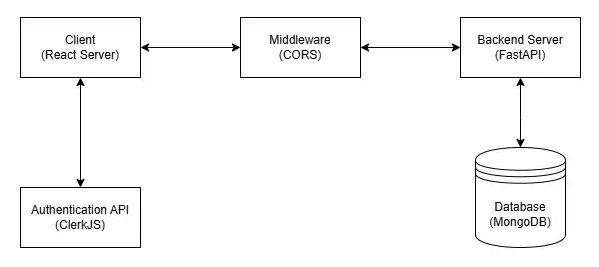 Client
(React Server)
Middleware
(CORS)
Backend Server
(FastAPI)
Authentication API
(ClerkJS)
Database
(MongoDB)